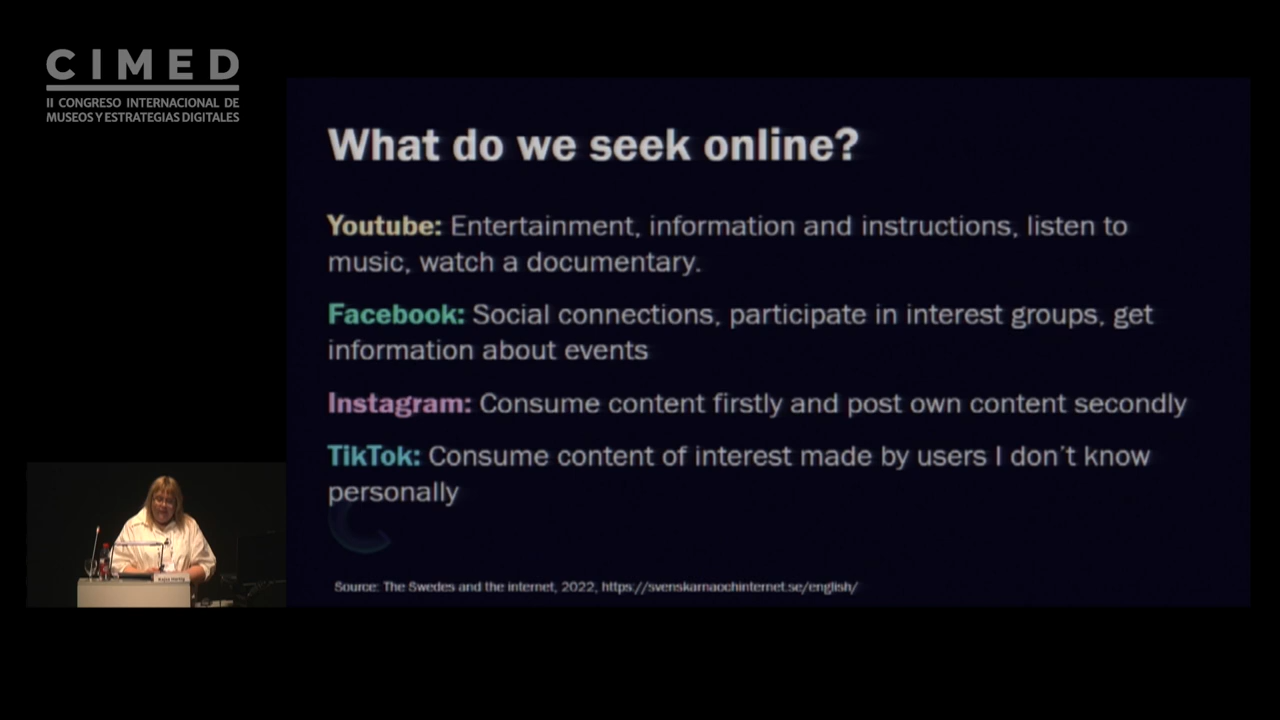 CIMED
II CONGRESO INTERNACIONAL DE
MUSEOS Y ESTRATEGIAS DIGITALES
What do we seek online?
Youtube: Entertainment, information and instructions, listen to
music, watch a documentary.
Facebook: Social connections, participate in interest groups, get
information about events
Instagram: Consume content firstly and post own content secondly
TikTok: Consume content of interest made by users I don't know
personally
Source: The Swedes and the internet, 2022, https://svenskarnaochinternet.se/english/